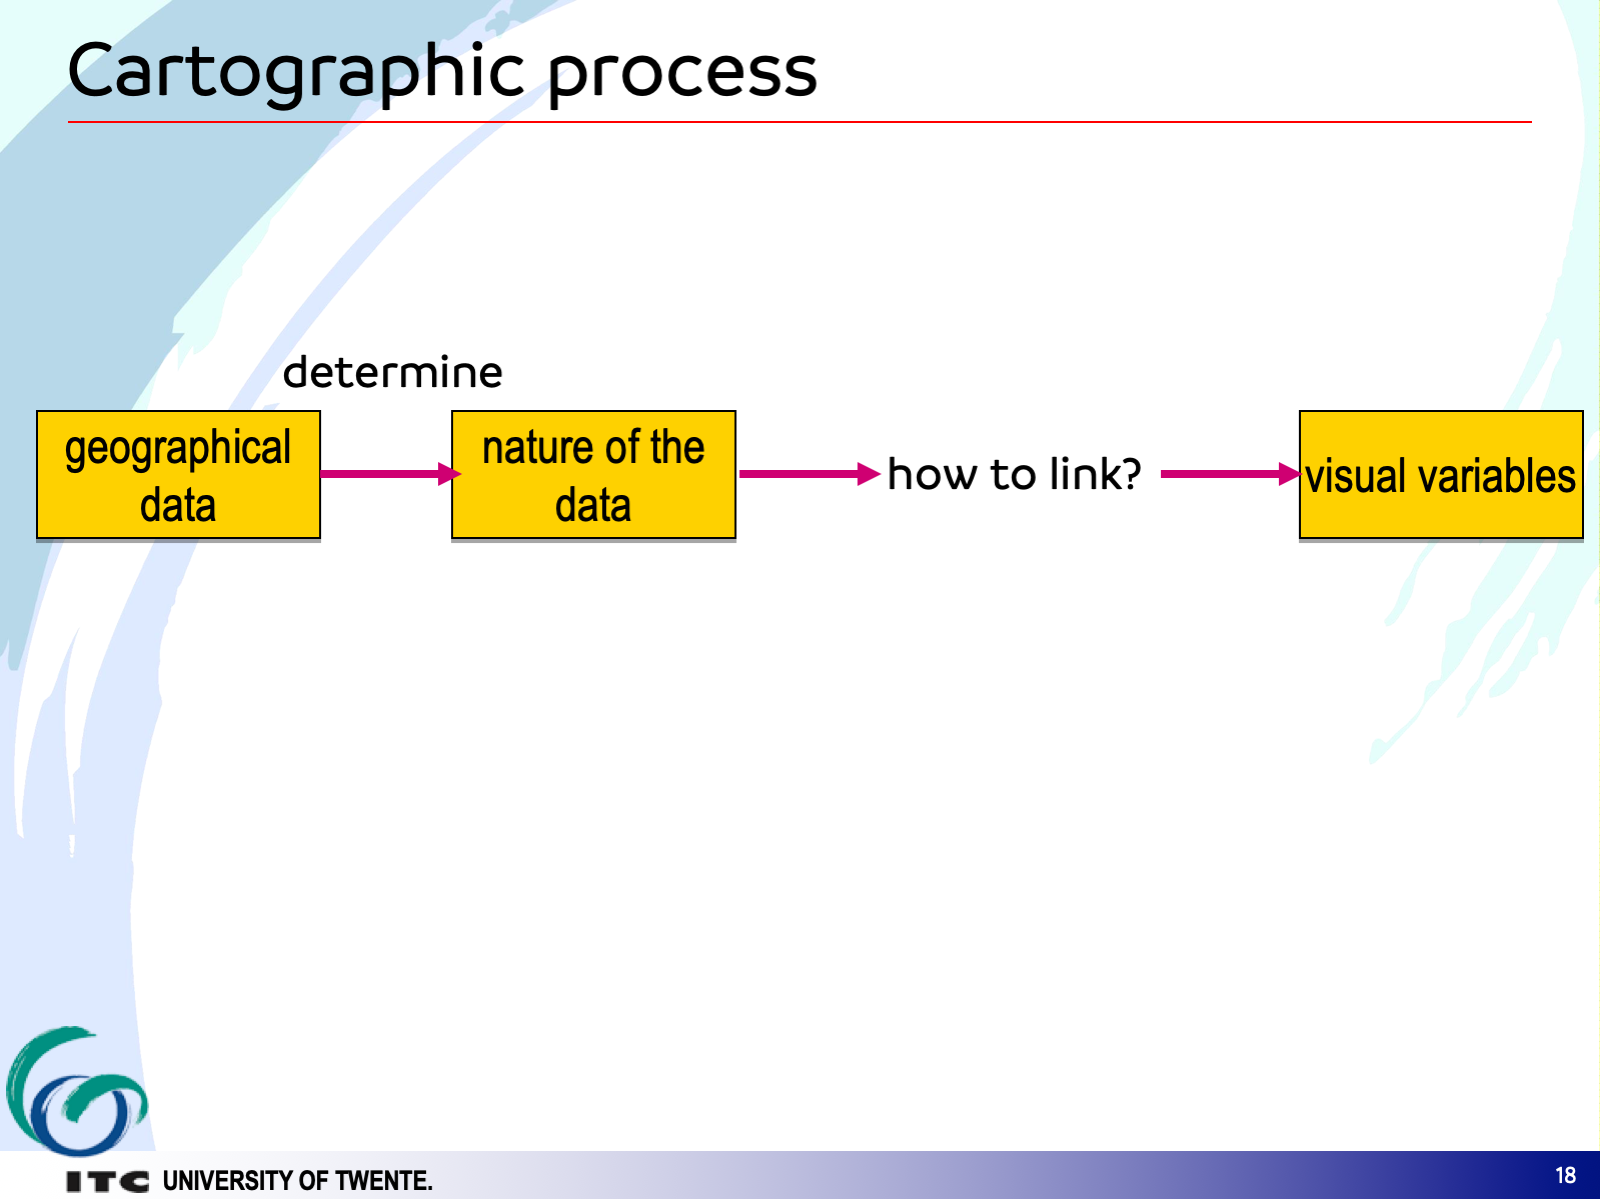 Cartographic process
determine
geographical
data
nature of the
data
how to link?
visual variables
ITC UNIVERSITY OF TWENTE.
18